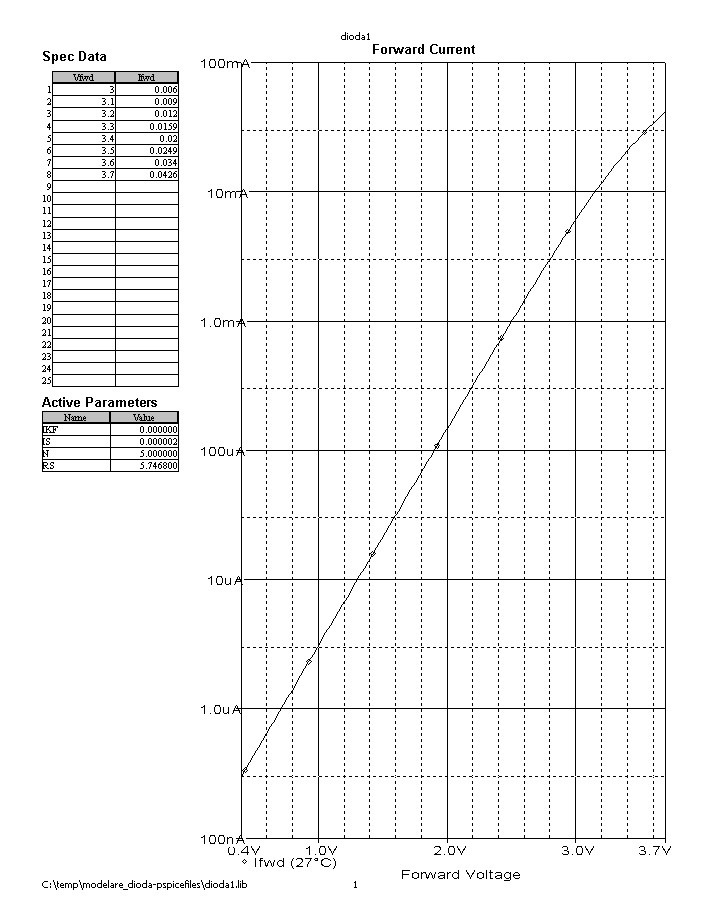 dioda1
Forward Current
Spec Data
Vfwd Ifwd
1 3 0.006
2 3.1 0.009
3 3.2 0.012
4 3.3 0.0159
5 3.4 0.02
6 3.5 0.0249
7 3.6 0.034
8 3.7 0.0426
9
10
11
12
13
14
15
16
17
18
19
20
21
22
23
24
25
Active Parameters
Name Value
IKF 0.000000
IS 0.000002
N 5.000000
RS 5.746800
100mA
10mA
1.0mA
100uA
10uA
1.0uA
100nA
0.4V 1.0V 2.0V 3.0V 3.7V
Ifwd (27°C)
Forward Voltage
C:\temp\modelare_dioda-pspicefiles\dioda1.lib 1